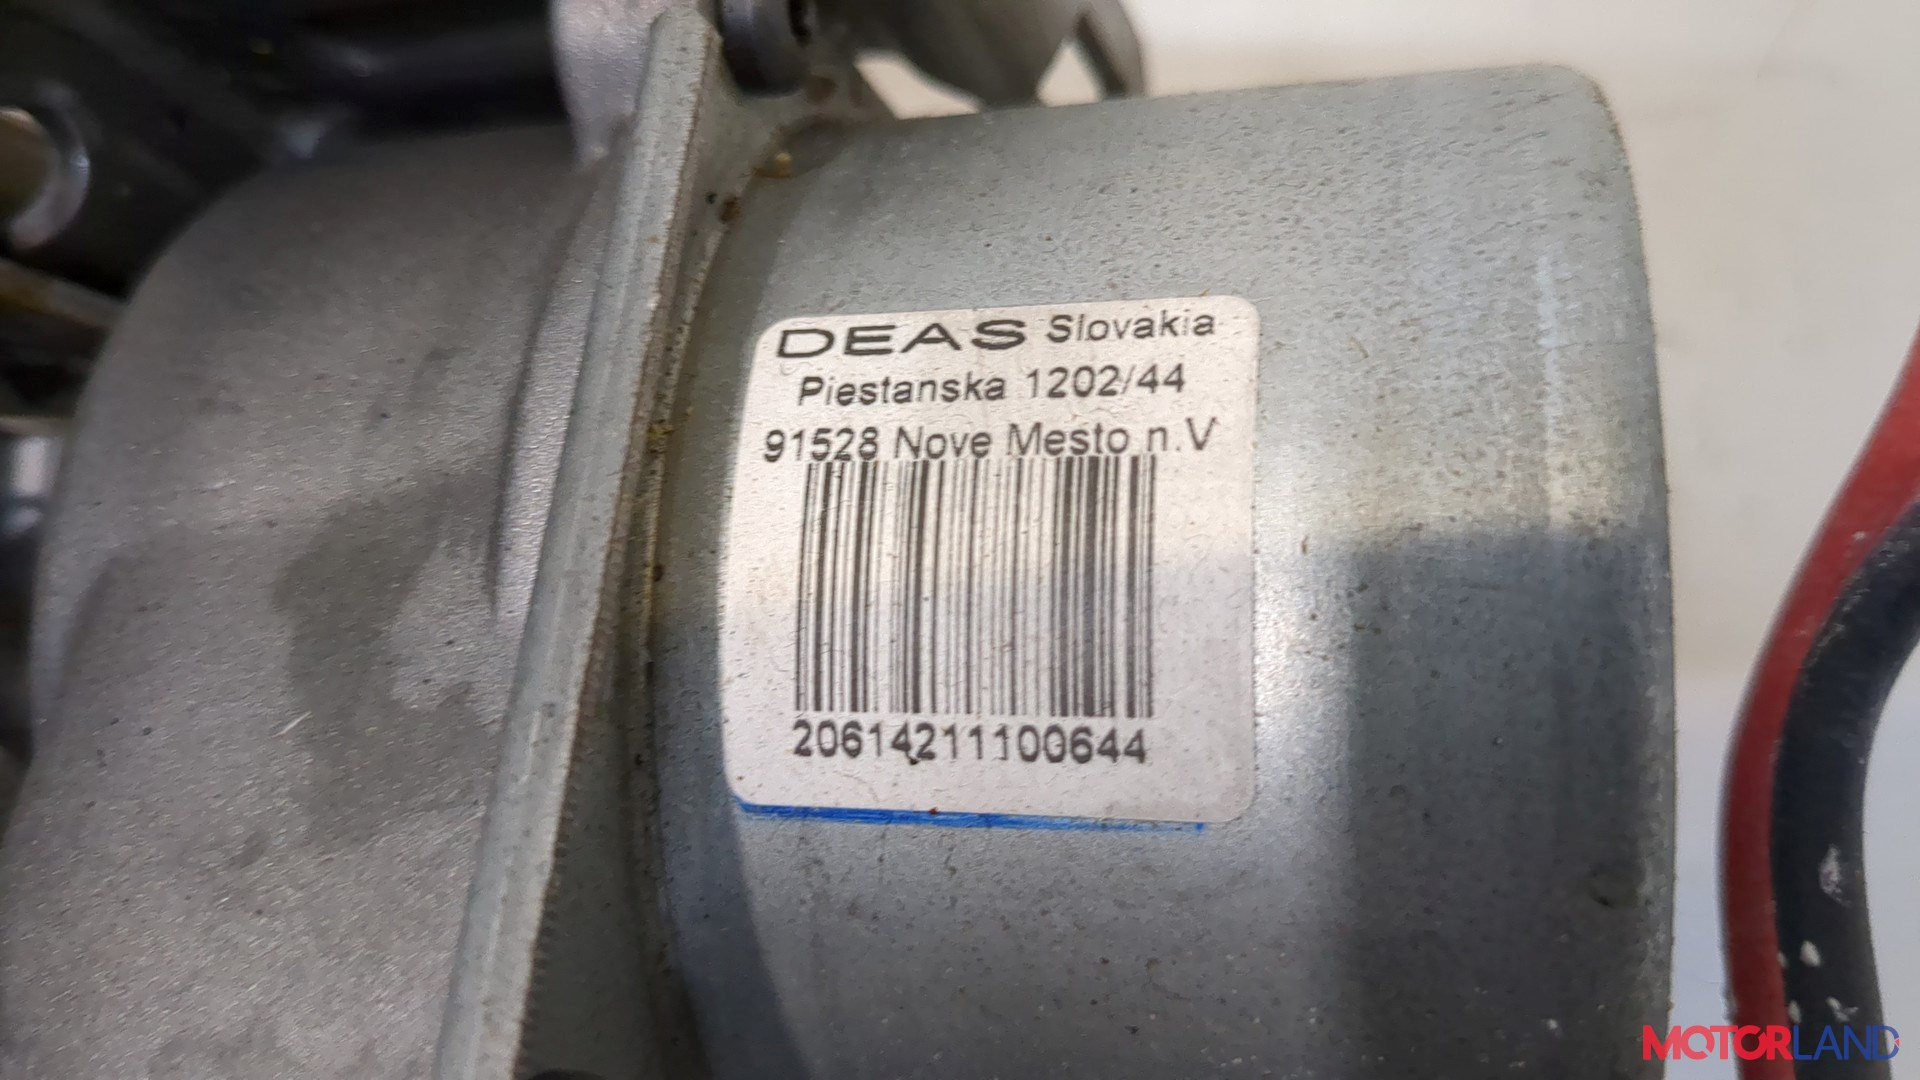 DEAS Slovakia
Piestanska 1202/44
91528 Nove Mesto n.V
20614211100644
MOTORLAND